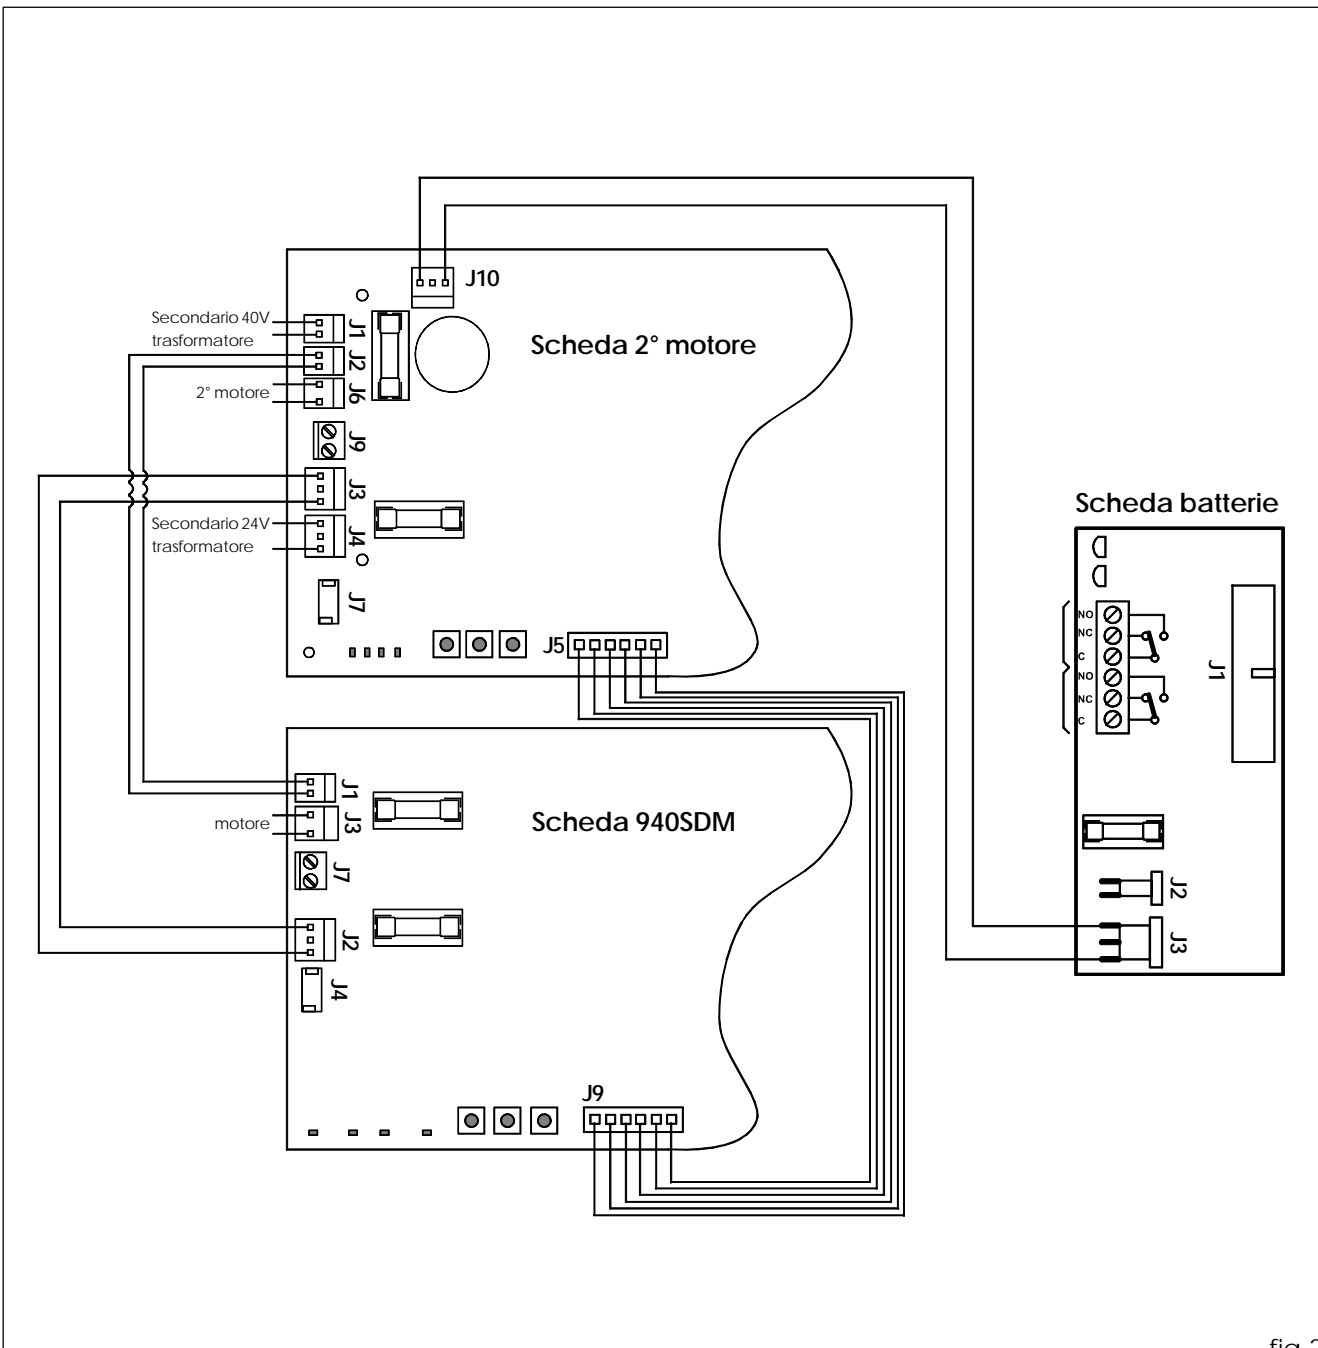 J10
Secondario 40V
trasformatore
J1
Scheda 2° motore
J2
2° motore
J6
J9
J3
Secondario 24V
trasformatore
J4
J7
J5
Scheda batterie
NO
NC
C
NO
NC
C
J1
J2
J3
J1
motore
J3
Scheda 940SDM
J7
J2
J4
J9